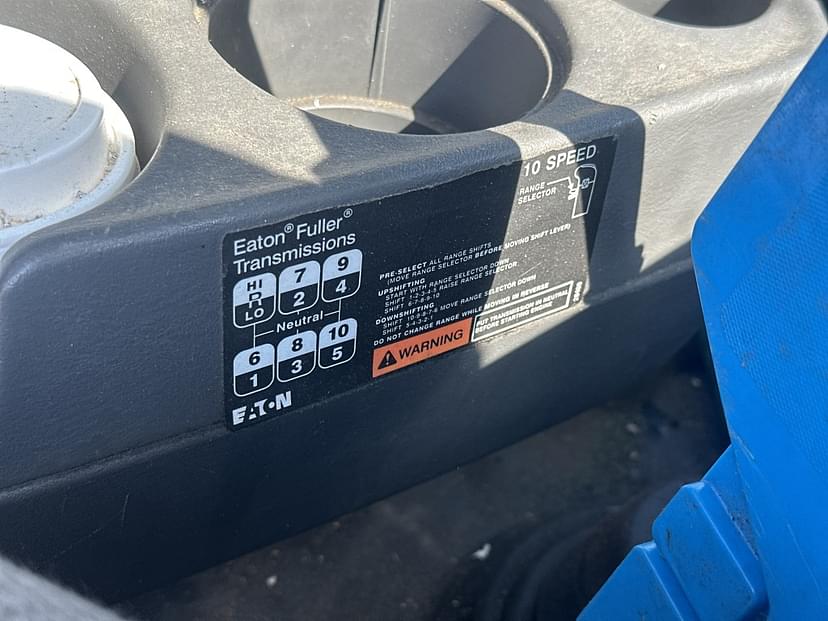 Eaton® Fuller®
Transmissions
HI 7 9
R 2 4
LO
Neutral
6 8 10
1 3 5
EATON
10 SPEED
RANGE
SELECTOR
PRE-SELECT ALL RANGE SHIFTS
(MOVE RANGE SELECTOR BEFORE MOVING SHIFT LEVER)
UPSHIFTING
START WITH RANGE SELECTOR DOWN
SHIFT 1-2-3-4-5 RAISE RANGE SELECTOR
SHIFT 6-7-8-9-10
DOWNSHIFTING
SHIFT 10-9-8-7-6 MOVE RANGE SELECTOR DOWN
SHIFT 5-4-3-2-1
DO NOT CHANGE RANGE WHILE MOVING IN REVERSE
WARNING
PUT TRANSMISSION IN NEUTRAL
BEFORE STARTING ENGINE